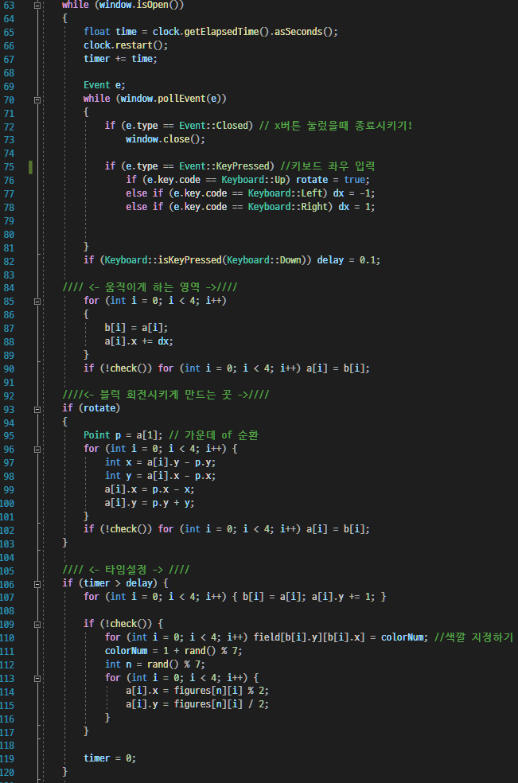 63 while (window.isOpen())
64 {
65 float time = clock.getElapsedTime().asSeconds();
66 clock.restart();
67 timer += time;
68
69 Event e;
70 while (window.pollEvent(e))
71 {
72 if (e.type == Event::Closed) // x버튼 눌렀을때 종료시키기!
73 window.close();
74
75 if (e.type == Event::KeyPressed) //키보드 좌우 입력
76 if (e.key.code == Keyboard::Up) rotate = true;
77 else if (e.key.code == Keyboard::Left) dx = -1;
78 else if (e.key.code == Keyboard::Right) dx = 1;
79
80
81 }
82 if (Keyboard::isKeyPressed(Keyboard::Down)) delay = 0.1;
83
84 //// <- 움직이게 하는 영역 ->////
85 for (int i = 0; i < 4; i++)
86 {
87 b[i] = a[i];
88 a[i].x += dx;
89 }
90 if (!check()) for (int i = 0; i < 4; i++) a[i] = b[i];
91
92 ////<- 블럭 회전시키게 만드는 곳 ->////
93 if (rotate)
94 {
95 Point p = a[1]; // 가운데 of 순환
96 for (int i = 0; i < 4; i++) {
97 int x = a[i].y - p.y;
98 int y = a[i].x - p.x;
99 a[i].x = p.x - x;
100 a[i].y = p.y + y;
101 }
102 if (!check()) for (int i = 0; i < 4; i++) a[i] = b[i];
103 }
104
105 //// <- 타임설정 -> ////
106 if (timer > delay) {
107 for (int i = 0; i < 4; i++) { b[i] = a[i]; a[i].y += 1; }
108
109 if (!check()) {
110 for (int i = 0; i < 4; i++) field[b[i].y][b[i].x] = colorNum; //색깔 지정하기
111 colorNum = 1 + rand() % 7;
112 int n = rand() % 7;
113 for (int i = 0; i < 4; i++) {
114 a[i].x = figures[n][i] % 2;
115 a[i].y = figures[n][i] / 2;
116 }
117 }
118
119 timer = 0;
120 }